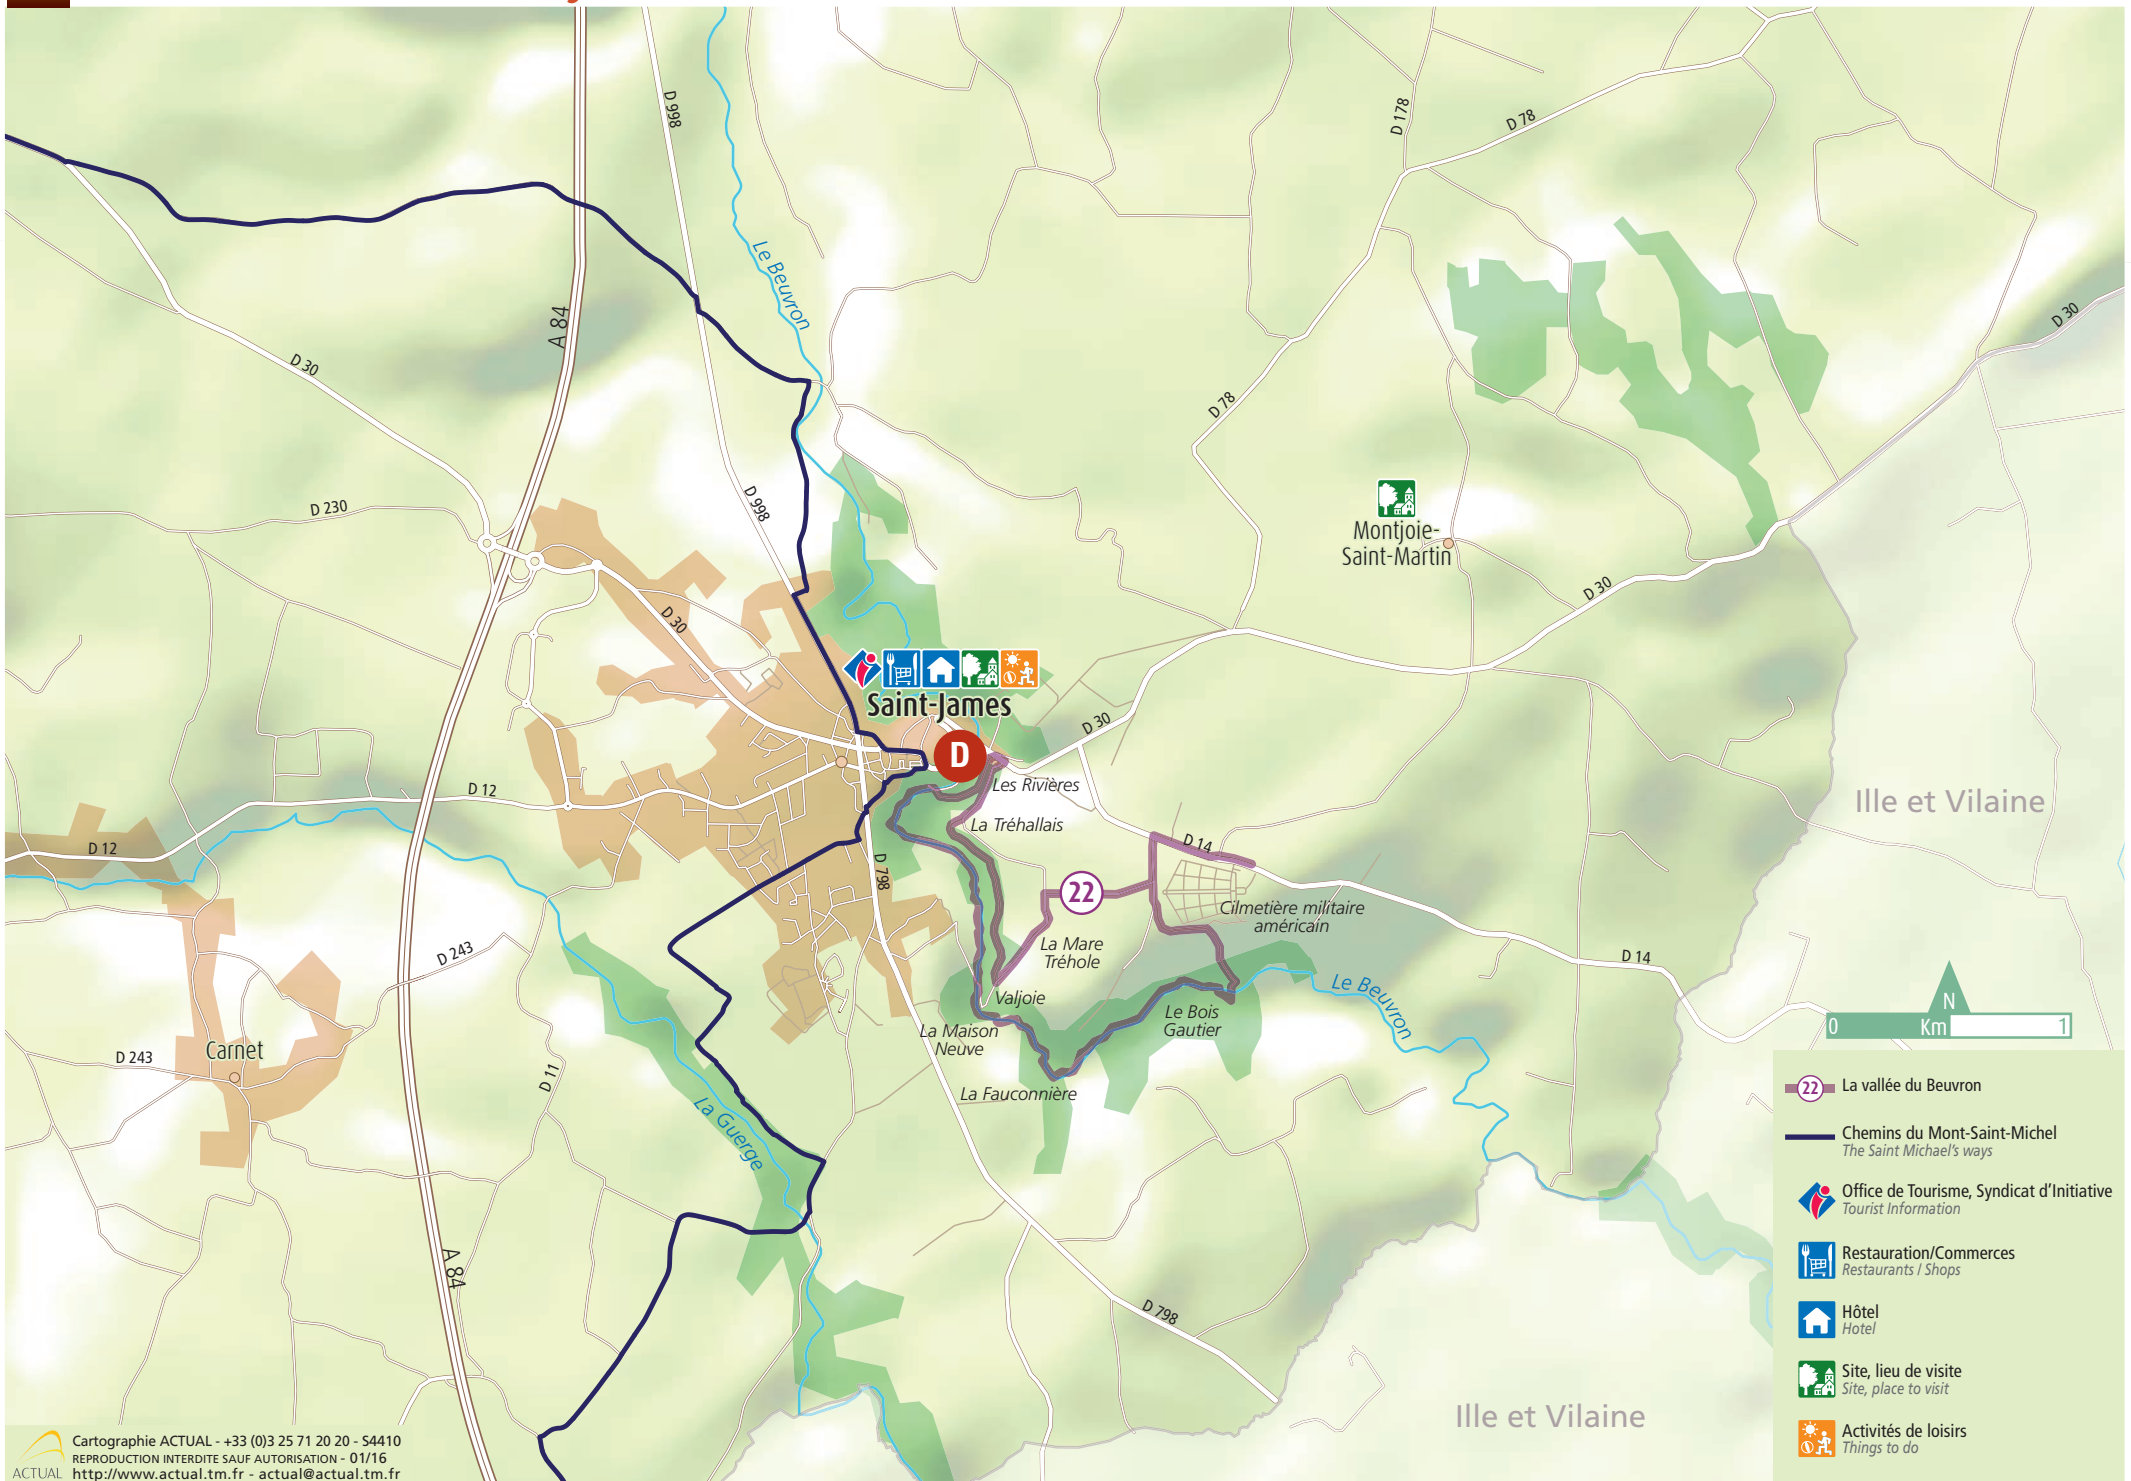 D 998
D 178
D 78
Le Beuvron
A 84
D 30
D 30
D 78
D 230
D 998
Montjoie-
Saint-Martin
D 30
D 30
Saint-James
D
D 30
Les Rivières
D 12
La Tréhallais
Ille et Vilaine
D 12
D 14
D 798
22
Cilmetière militaire
américain
D 243
La Mare
Tréhole
D 14
Le Beuvron
Valjoie
N
0 Km 1
Le Bois
Gautier
La Maison
Neuve
Carnet
D 243
D 11
La Fauconnière
La Guerge
22 La vallée du Beuvron
Chemins du Mont-Saint-Michel
The Saint Michael's ways
Office de Tourisme, Syndicat d'Initiative
Tourist Information
Restauration/Commerces
Restaurants / Shops
A 84
D 798
Hôtel
Hotel
Site, lieu de visite
Site, place to visit
Ille et Vilaine
Activités de loisirs
Things to do
Cartographie ACTUAL - +33 (0)3 25 71 20 20 - S4410
REPRODUCTION INTERDITE SAUF AUTORISATION - 01/16
ACTUAL http://www.actual.tm.fr - actual@actual.tm.fr